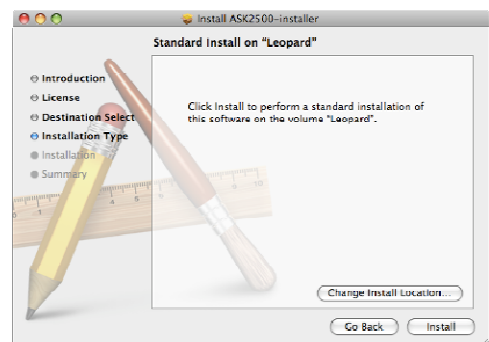 Install ASK2500-installer
Standard Install on "Leopard"
Introduction
License
Destination Select
Installation Type
Installation
Summary
Click Install to perform a standard installation of
this software on the volume "Leopard".
Change Install Location...
Go Back
Install